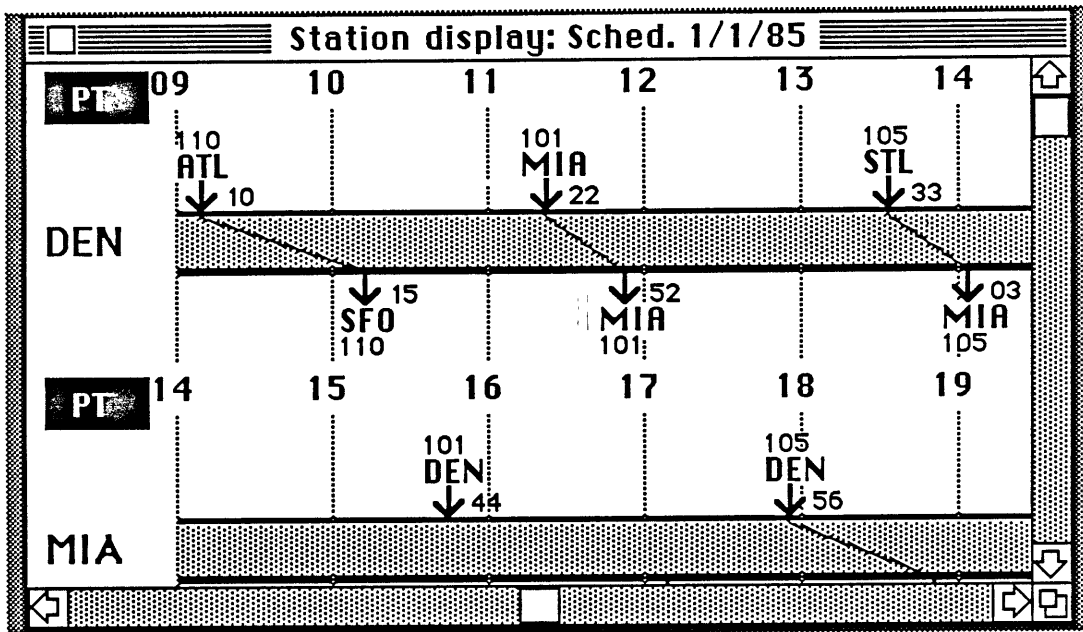 Station display: Sched. 1/1/85
PT 09 10 11 12 13 14
110 101 105
ATL MIA STL
10 22 33
DEN
15 52 03
SFO MIA MIA
110 101 105
PT 14 15 16 17 18 19
101 105
DEN DEN
44 56
MIA